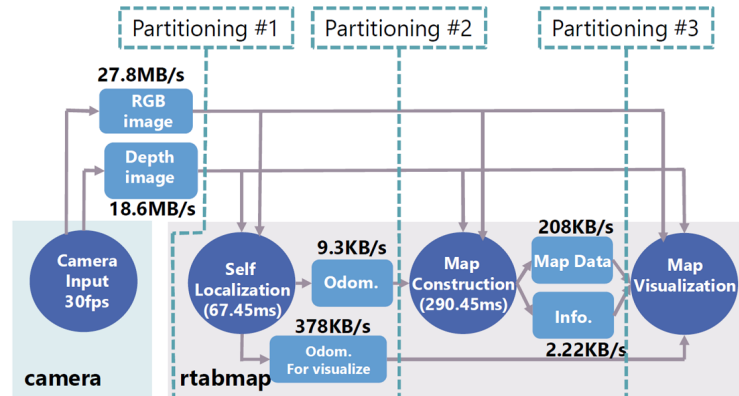 Partitioning #1
Partitioning #2
Partitioning #3
27.8MB/s
RGB
image
Depth
image
18.6MB/s
Camera
Input
30fps
Self
Localization
(67.45ms)
9.3KB/s
Odom.
378KB/s
Odom.
For visualize
Map
Construction
(290.45ms)
208KB/s
Map Data
Info.
2.22KB/s
Map
Visualization
camera
rtabmap